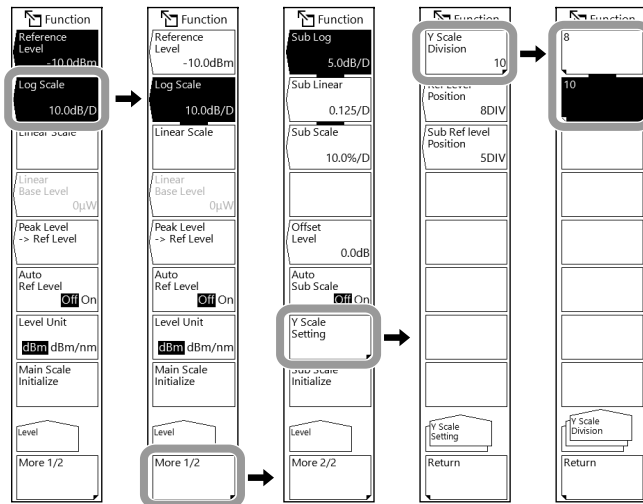 Function
Reference
Level
-10.0dBm
Log Scale
10.0dB/D
Linear Scale
Linear
Base Level
0µW
Peak Level
-> Ref Level
Auto
Ref Level
Off On
Level Unit
dBm dBm/nm
Main Scale
Initialize
Level
More 1/2
Function
Reference
Level
-10.0dBm
Log Scale
10.0dB/D
Linear Scale
Linear
Base Level
0µW
Peak Level
-> Ref Level
Auto
Ref Level
Off On
Level Unit
dBm dBm/nm
Main Scale
Initialize
Level
More 1/2
Function
Sub Log
5.0dB/D
Sub Linear
0.125/D
Sub Scale
10.0%/D
Offset
Level
0.0dB
Auto
Sub Scale
Off On
Y Scale
Setting
Sub Scale
Initialize
Level
More 2/2
Function
Y Scale
Division
10
Ref Level
Position
8DIV
Sub Ref level
Position
5DIV
Y Scale
Setting
Return
Function
8
10
Y Scale
Division
Return